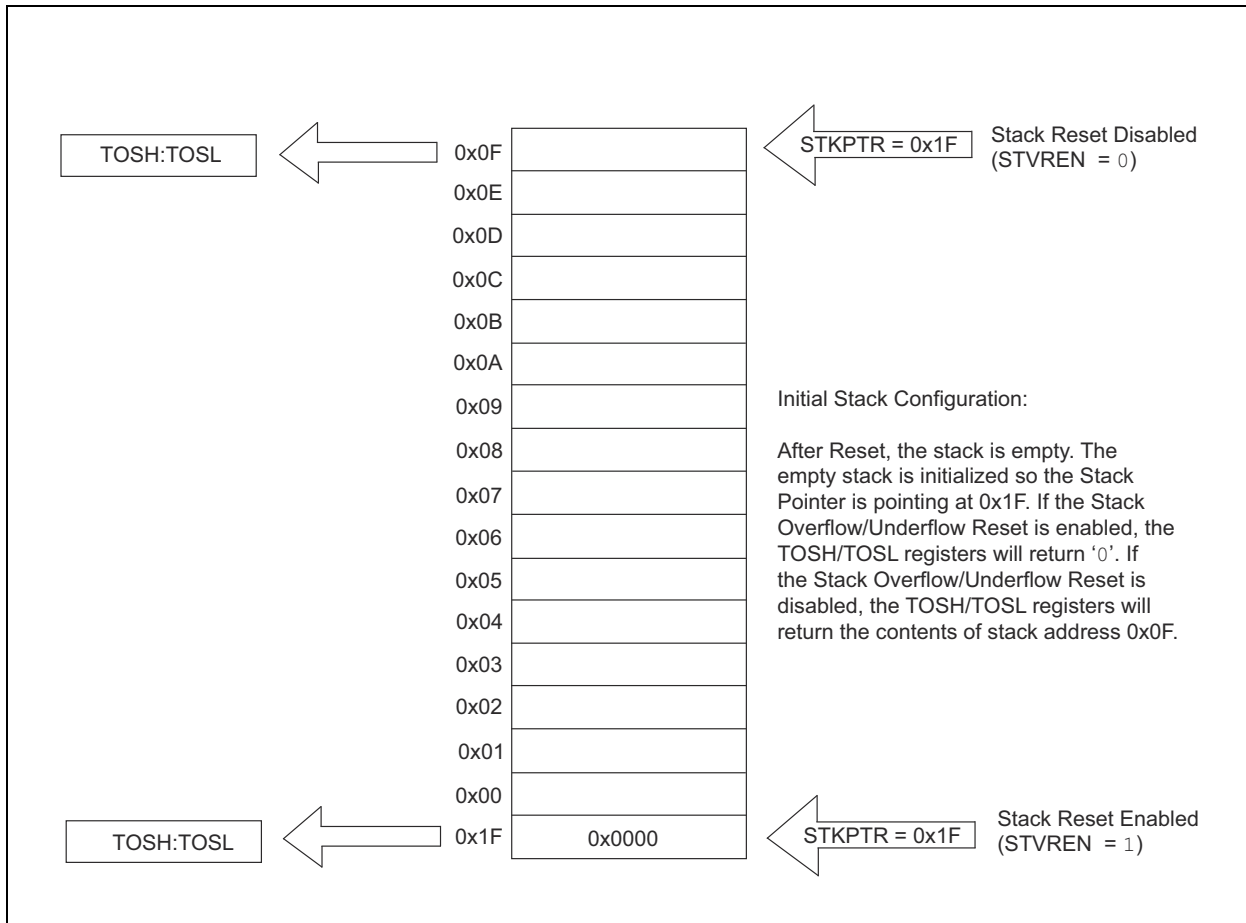 TOSH:TOSL
0x0F
STKPTR = 0x1F
Stack Reset Disabled
(STVREN = 0)
0x0E
0x0D
0x0C
0x0B
0x0A
0x09
0x08
0x07
0x06
0x05
0x04
0x03
0x02
0x01
0x00
Initial Stack Configuration:
After Reset, the stack is empty. The
empty stack is initialized so the Stack
Pointer is pointing at 0x1F. If the Stack
Overflow/Underflow Reset is enabled, the
TOSH/TOSL registers will return ‘0’. If
the Stack Overflow/Underflow Reset is
disabled, the TOSH/TOSL registers will
return the contents of stack address 0x0F.
TOSH:TOSL
0x1F
0x0000
STKPTR = 0x1F
Stack Reset Enabled
(STVREN = 1)